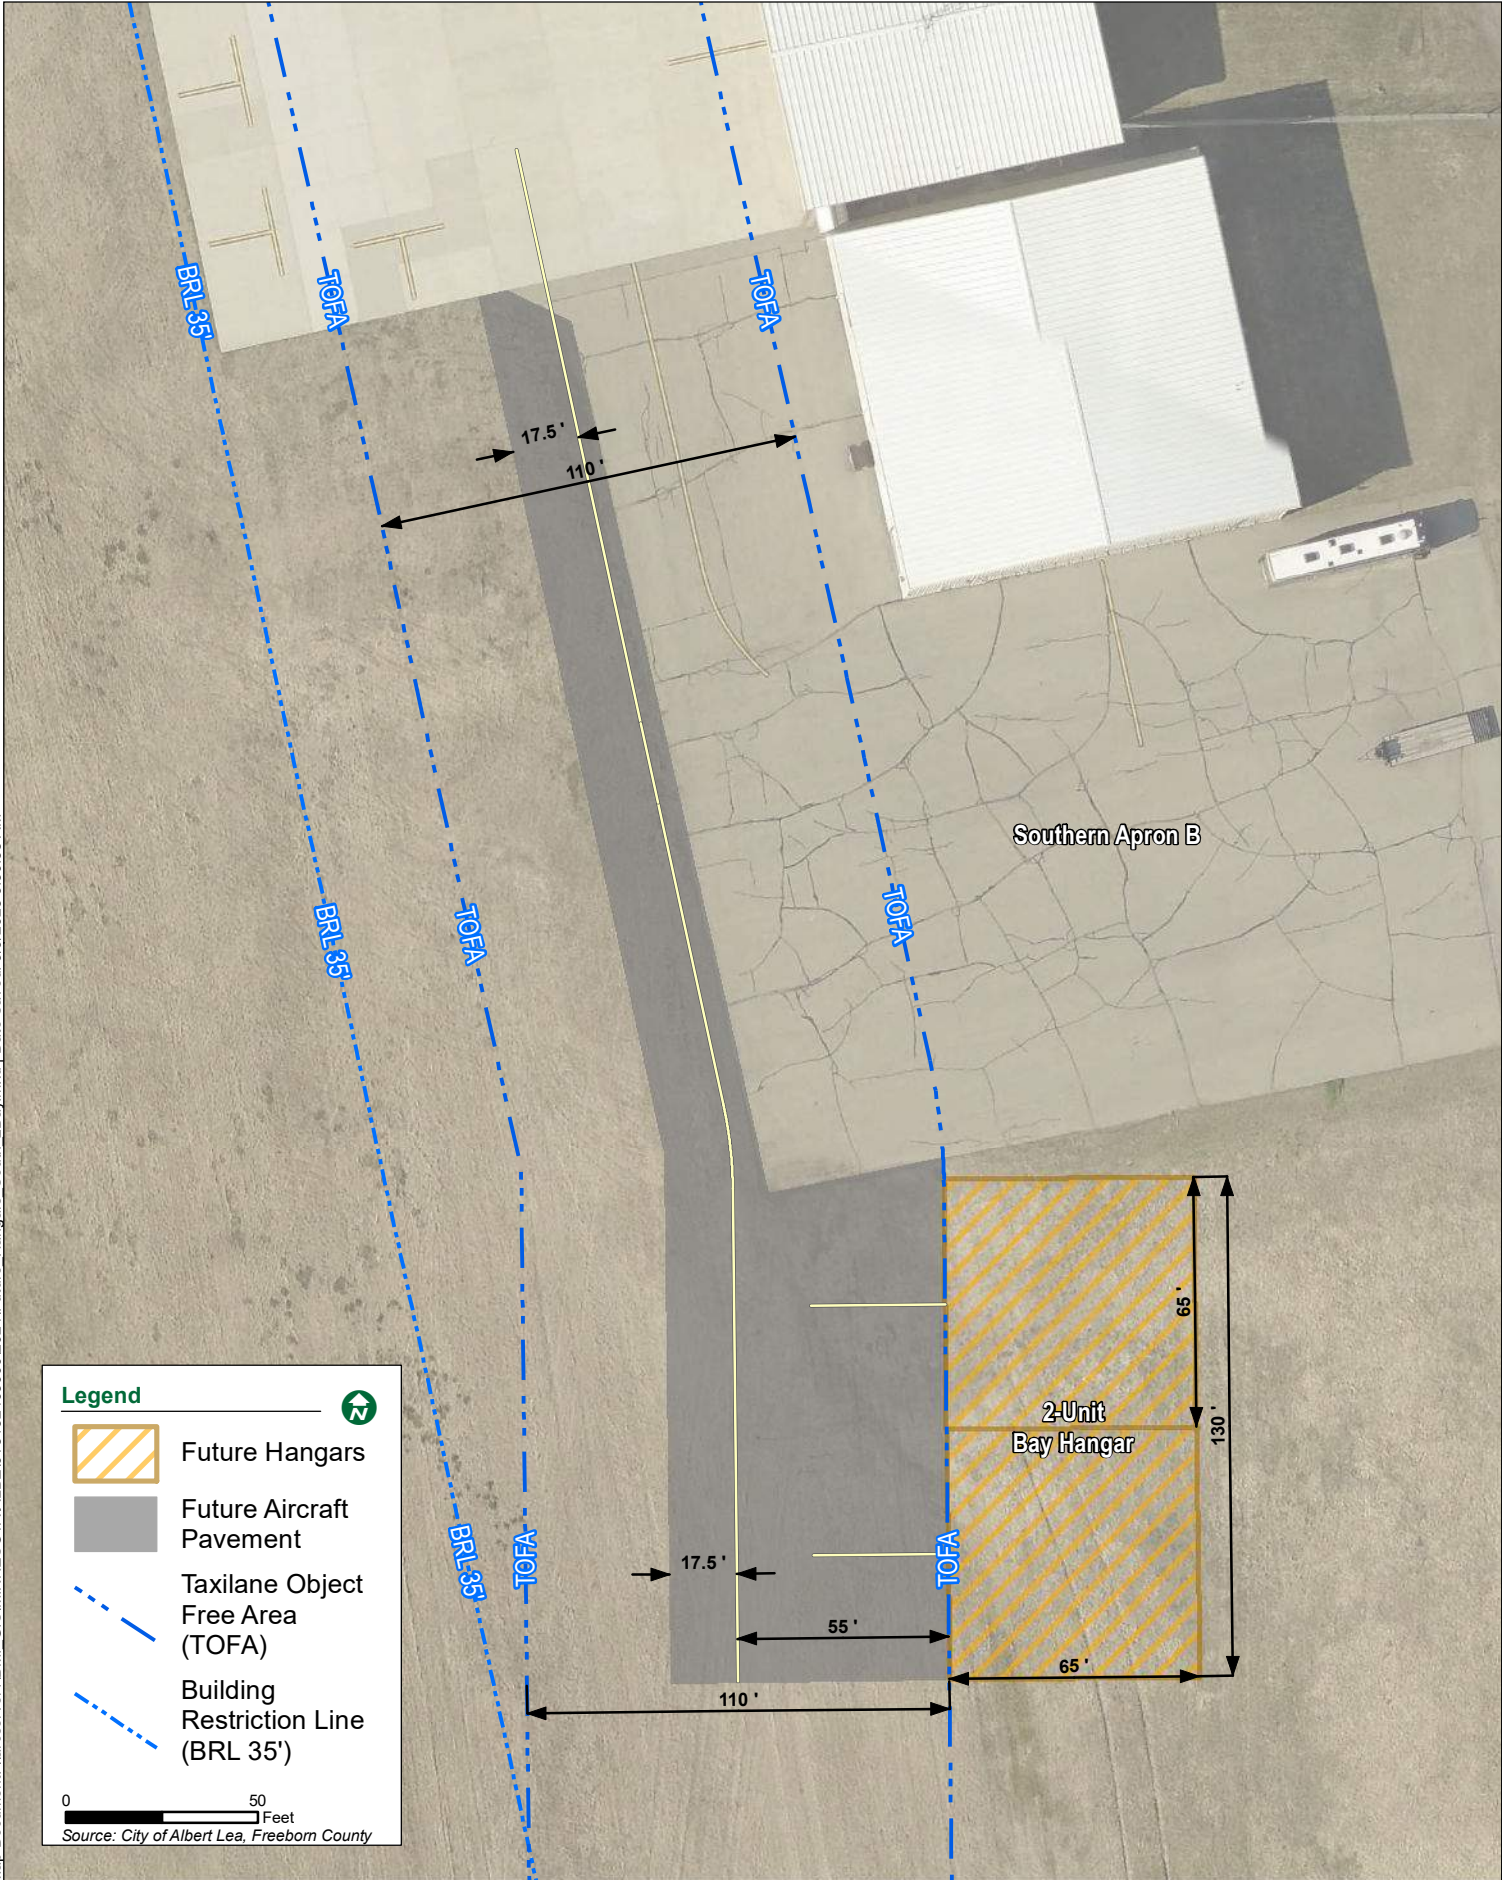 BRL 35'
TOFA
TOFA
17.5 '
110 '
Southern Apron B
BRL 35'
TOFA
TOFA
65 '
2-Unit
Bay Hangar
130 '
BRL 35'
TOFA
TOFA
17.5 '
55 '
65 '
110 '
Legend
N
Future Hangars
Future Aircraft
Pavement
Taxilane Object
Free Area
(TOFA)
Building
Restriction Line
(BRL 35')
0 50
Feet
Source: City of Albert Lea, Freeborn County